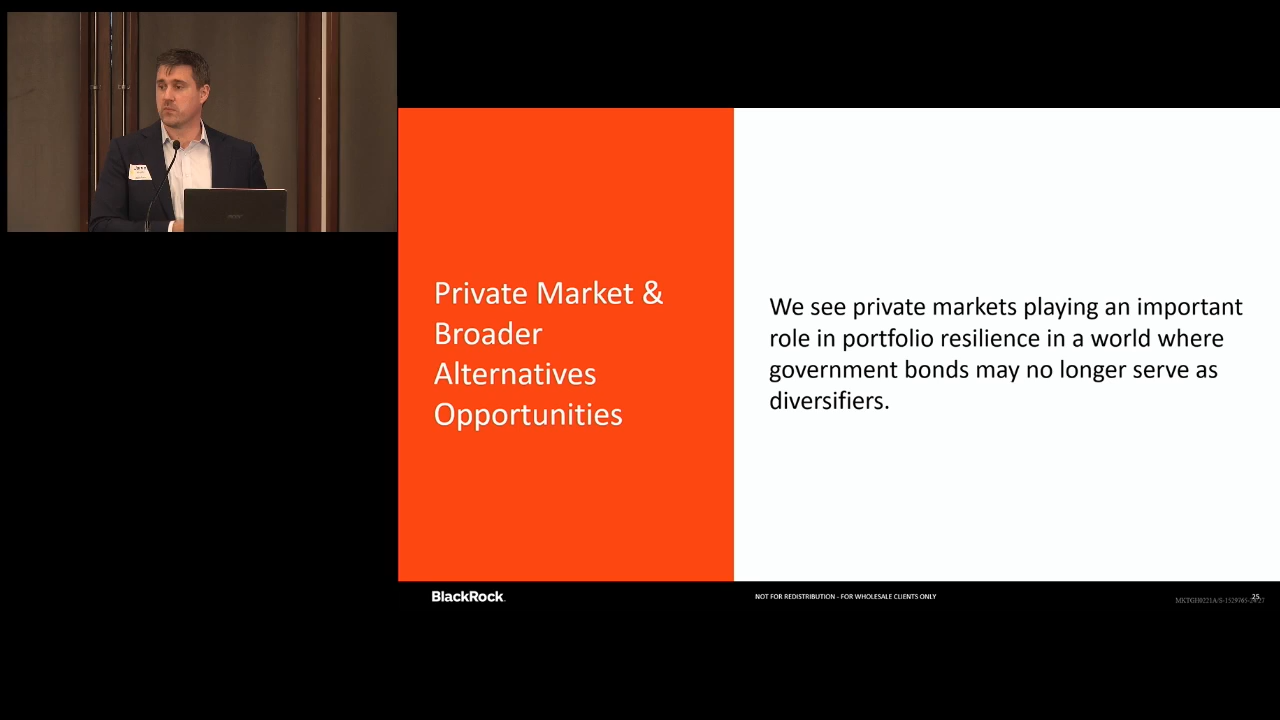 Private Market &
Broader
Alternatives
Opportunities
We see private markets playing an important
role in portfolio resilience in a world where
government bonds may no longer serve as
diversifiers.
BlackRock.
NOT FOR REDISTRIBUTION - FOR WHOLESALE CLIENTS ONLY
25